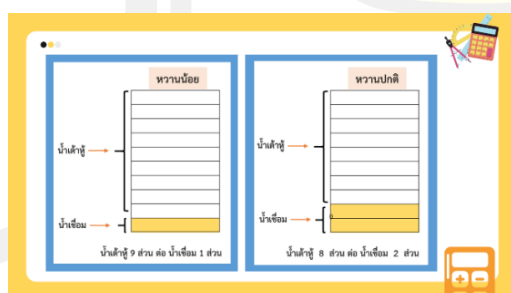 หวานน้อย
น้ำเต้าหู้
น้ำเชื่อม
น้ำเต้าหู้ 9 ส่วน ต่อ น้ำเชื่อม 1 ส่วน
หวานปกติ
น้ำเต้าหู้
น้ำเชื่อม
น้ำเต้าหู้ 8 ส่วน ต่อ น้ำเชื่อม 2 ส่วน